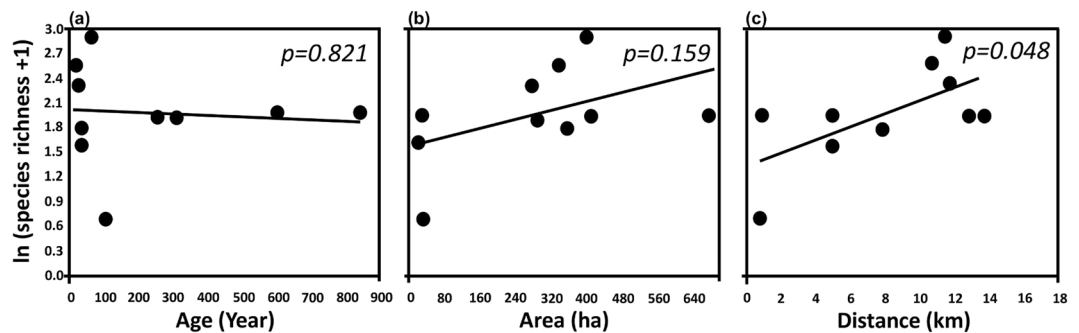 (a) (b) (c)
ln (species richness +1)
3.0
2.7
2.4
2.1
1.8
1.5
1.2
0.9
0.6
0.3
0.0
p=0.821
0 100 200 300 400 500 600 700 800 900
Age (Year)
p=0.159
0 80 160 240 320 400 480 560 640
Area (ha)
p=0.048
0 2 4 6 8 10 12 14 16 18
Distance (km)